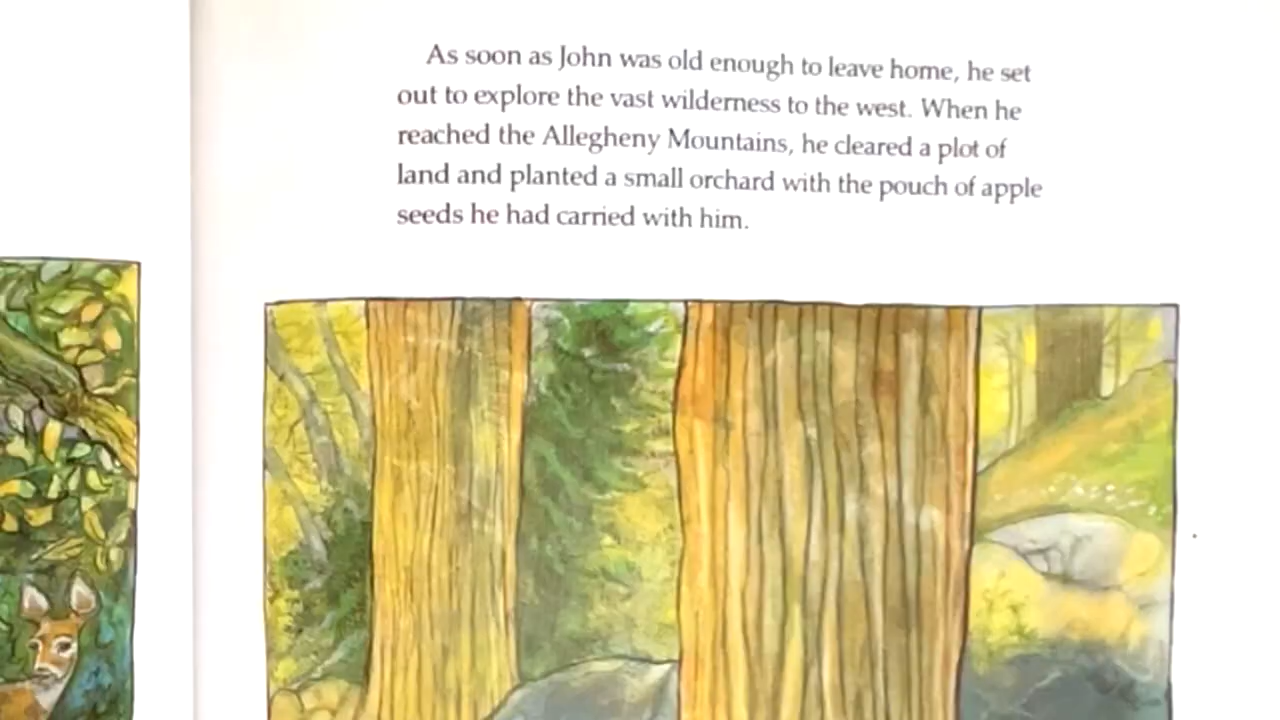 As soon as John was old enough to leave home, he set
out to explore the vast wilderness to the west. When he
reached the Allegheny Mountains, he cleared a plot of
land and planted a small orchard with the pouch of apple
seeds he had carried with him.